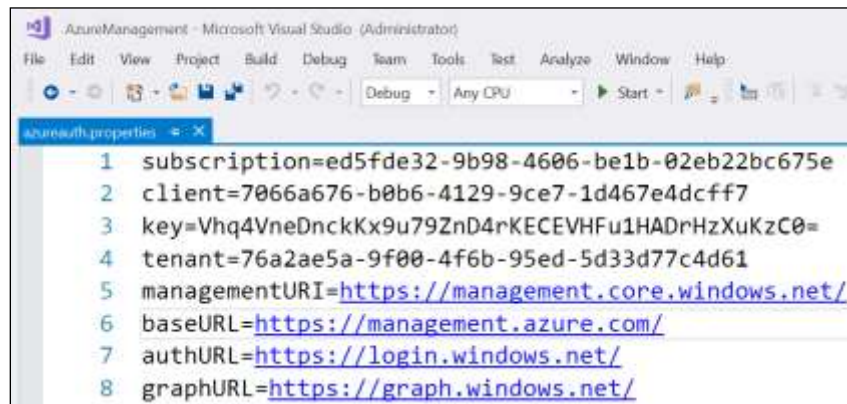 AzureManagement - Microsoft Visual Studio (Administrator)
File Edit View Project Build Debug Team Tools Test Analyze Window Help
Debug Any CPU Start
azureauth.properties
1 subscription=ed5fde32-9b98-4606-be1b-02eb22bc675e
2 client=7066a676-b0b6-4129-9ce7-1d467e4dcff7
3 key=Vhq4VneDnckKx9u79ZnD4rKECEVHFu1HADrHzXuKzC0=
4 tenant=76a2ae5a-9f00-4f6b-95ed-5d33d77c4d61
5 managementURI=https://management.core.windows.net/
6 baseURL=https://management.azure.com/
7 authURL=https://login.windows.net/
8 graphURL=https://graph.windows.net/